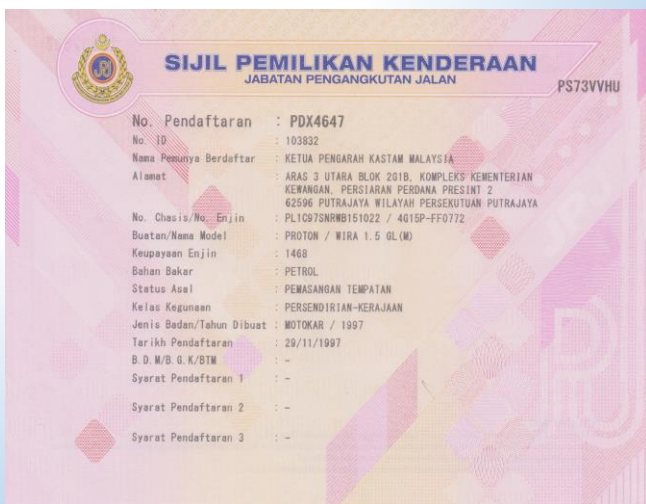 SIJIL PEMILIKAN KENDERAAN
JABATAN PENGANGKUTAN JALAN
PS73VVHU
No. Pendaftaran : PDX4647
No. ID : 103832
Nama Pemunya Berdaftar : KETUA PENGARAH KASTAM MALAYSIA
Alamat : ARAS 3 UTARA BLOK 2G1B, KOMPLEKS KEMENTERIAN
KEWANGAN, PERSIARAN PERDANA PRESINT 2
62596 PUTRAJAYA WILAYAH PERSEKUTUAN PUTRAJAYA
No. Chasis/No. Enjin : PL1C97SNRWB151022 / 4G15P-FF0772
Buatan/Nama Model : PROTON / WIRA 1.5 GL(M)
Keupayaan Enjin : 1468
Bahan Bakar : PETROL
Status Asal : PEMASANGAN TEMPATAN
Kelas Kegunaan : PERSENDIRIAN-KERAJAAN
Jenis Badan/Tahun Dibuat : MOTOKAR / 1997
Tarikh Pendaftaran : 29/11/1997
B.D.M/B.G.K/BTM : -
Syarat Pendaftaran 1 : -
Syarat Pendaftaran 2 : -
Syarat Pendaftaran 3 : -